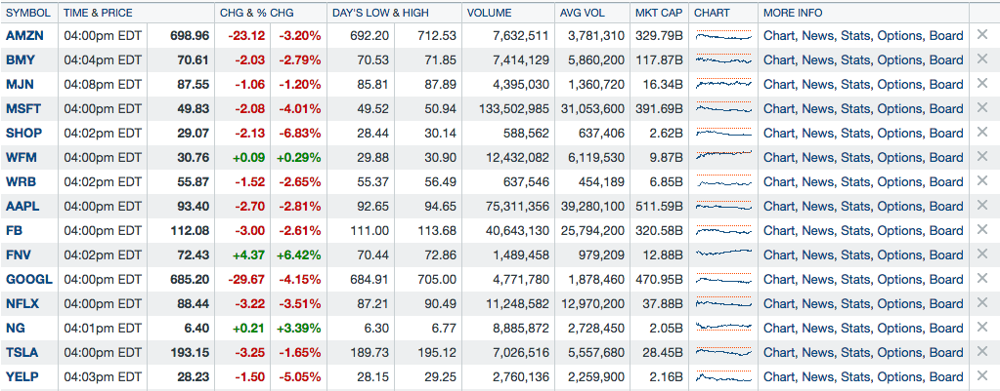 SYMBOL TIME & PRICE CHG & % CHG DAY'S LOW & HIGH VOLUME AVG VOL MKT CAP CHART MORE INFO
AMZN 04:00pm EDT 698.96 -23.12 -3.20% 692.20 712.53 7,632,511 3,781,310 329.79B Chart, News, Stats, Options, Board
BMY 04:04pm EDT 70.61 -2.03 -2.79% 70.53 71.85 7,414,129 5,860,200 117.87B Chart, News, Stats, Options, Board
MJN 04:08pm EDT 87.55 -1.06 -1.20% 85.81 87.89 4,395,030 1,360,720 16.34B Chart, News, Stats, Options, Board
MSFT 04:00pm EDT 49.83 -2.08 -4.01% 49.52 50.94 133,502,985 31,053,600 391.69B Chart, News, Stats, Options, Board
SHOP 04:02pm EDT 29.07 -2.13 -6.83% 28.44 30.14 588,562 637,406 2.62B Chart, News, Stats, Options, Board
WFM 04:00pm EDT 30.76 +0.09 +0.29% 29.88 30.90 12,432,082 6,119,530 9.87B Chart, News, Stats, Options, Board
WRB 04:02pm EDT 55.87 -1.52 -2.65% 55.37 56.49 637,546 454,189 6.85B Chart, News, Stats, Options, Board
AAPL 04:00pm EDT 93.40 -2.70 -2.81% 92.65 94.65 75,311,356 39,280,100 511.59B Chart, News, Stats, Options, Board
FB 04:00pm EDT 112.08 -3.00 -2.61% 111.00 113.68 40,643,130 25,794,200 320.58B Chart, News, Stats, Options, Board
FNV 04:02pm EDT 72.43 +4.37 +6.42% 70.44 72.86 1,489,458 979,209 12.88B Chart, News, Stats, Options, Board
GOOGL 04:00pm EDT 685.20 -29.67 -4.15% 684.91 705.00 4,771,780 1,878,460 470.95B Chart, News, Stats, Options, Board
NFLX 04:00pm EDT 88.44 -3.22 -3.51% 87.21 90.49 11,248,582 12,970,200 37.88B Chart, News, Stats, Options, Board
NG 04:01pm EDT 6.40 +0.21 +3.39% 6.30 6.77 8,885,872 2,728,450 2.05B Chart, News, Stats, Options, Board
TSLA 04:00pm EDT 193.15 -3.25 -1.65% 189.73 195.12 7,026,516 5,557,680 28.45B Chart, News, Stats, Options, Board
YELP 04:03pm EDT 28.23 -1.50 -5.05% 28.15 29.25 2,760,136 2,259,900 2.16B Chart, News, Stats, Options, Board